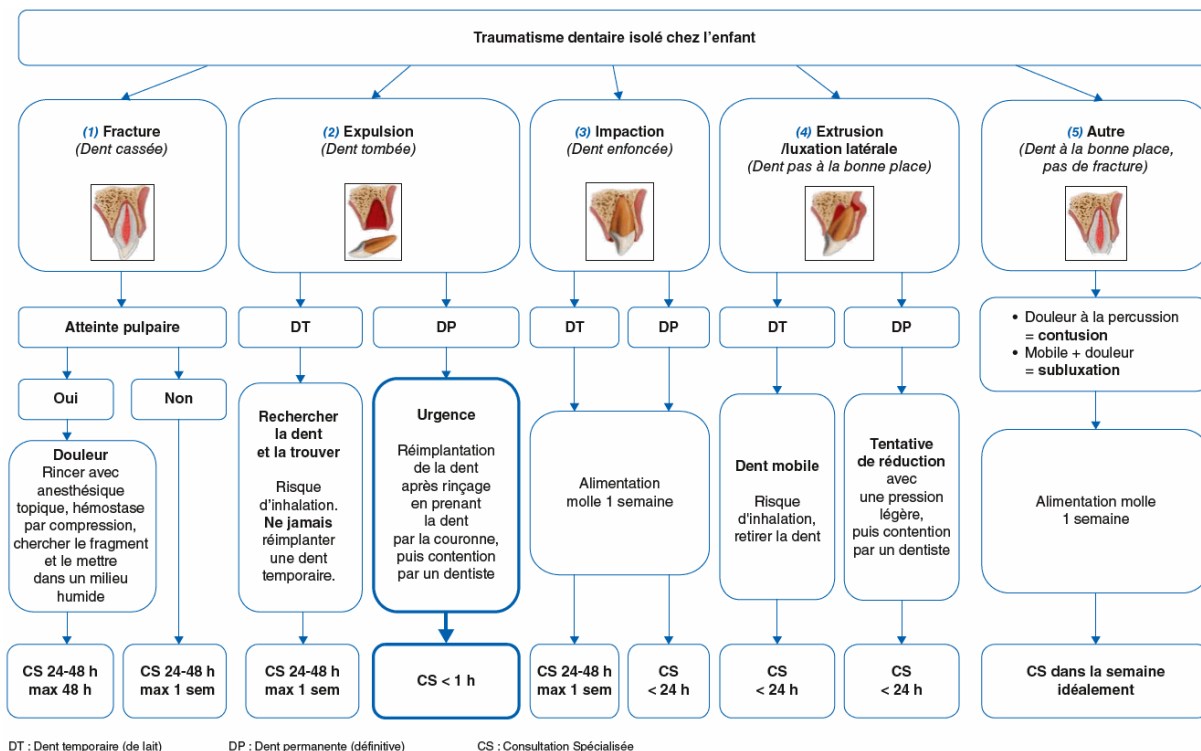 Traumatisme dentaire isolé chez l'enfant
(1) Fracture
(Dent cassée)
(2) Expulsion
(Dent tombée)
(3) Impaction
(Dent enfoncée)
(4) Extrusion
/luxation latérale
(Dent pas à la bonne place)
(5) Autre
(Dent à la bonne place,
pas de fracture)
Atteinte pulpaire
DT
DP
DT
DP
DT
DP
• Douleur à la percussion
= contusion
• Mobile + douleur
= subluxation
Oui
Non
Douleur
Rincer avec
anesthésique
topique, hémostase
par compression,
chercher le fragment
et le mettre
dans un milieu
humide
Rechercher
la dent
et la trouver
Risque
d'inhalation.
Ne jamais
réimplanter
une dent
temporaire.
Urgence
Réimplantation
de la dent
après rinçage
en prenant
la dent
par la couronne,
puis contention
par un dentiste
Alimentation
molle 1 semaine
Dent mobile
Risque
d'inhalation,
retirer la dent
Tentative
de réduction
avec
une pression
légère,
puis contention
par un dentiste
Alimentation molle
1 semaine
CS 24-48 h
max 48 h
CS 24-48 h
max 1 sem
CS 24-48 h
max 1 sem
CS < 1 h
CS 24-48 h
max 1 sem
CS
< 24 h
CS
< 24 h
CS
< 24 h
CS dans la semaine
idéalement
DT : Dent temporaire (de lait) DP : Dent permanente (définitive) CS : Consultation Spécialisée